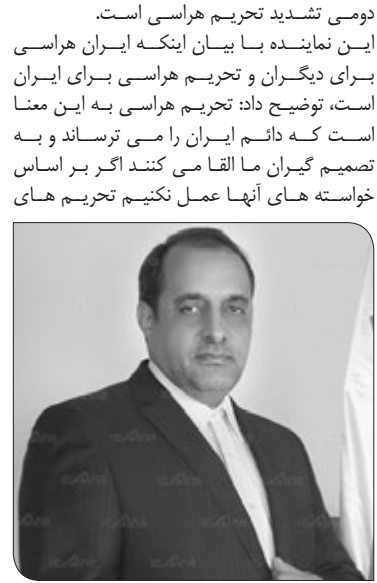 دومی تشدید تحریم هراسی است.
این نماینده با بیان اینکه ایران هراسی
برای دیگران و تحریم هراسی برای ایران
است، توضیح داد: تحریم هراسی به این معنا
است که دائم ایران را می ترساند و به
تصمیم گیران ما القا می کنند اگر بر اساس
خواسته های آنها عمل نکنیم تحریم های